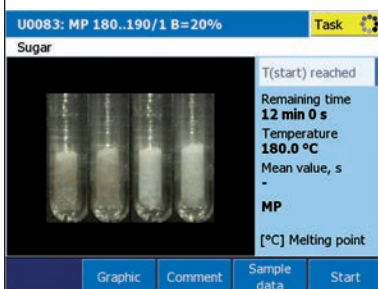 U0083: MP 180..190/1 B=20%
Task
Sugar
T(start) reached
Remaining time
12 min 0 s
Temperature
180.0 °C
Mean value, s
-
MP
[°C] Melting point
Graphic
Comment
Sample data
Start